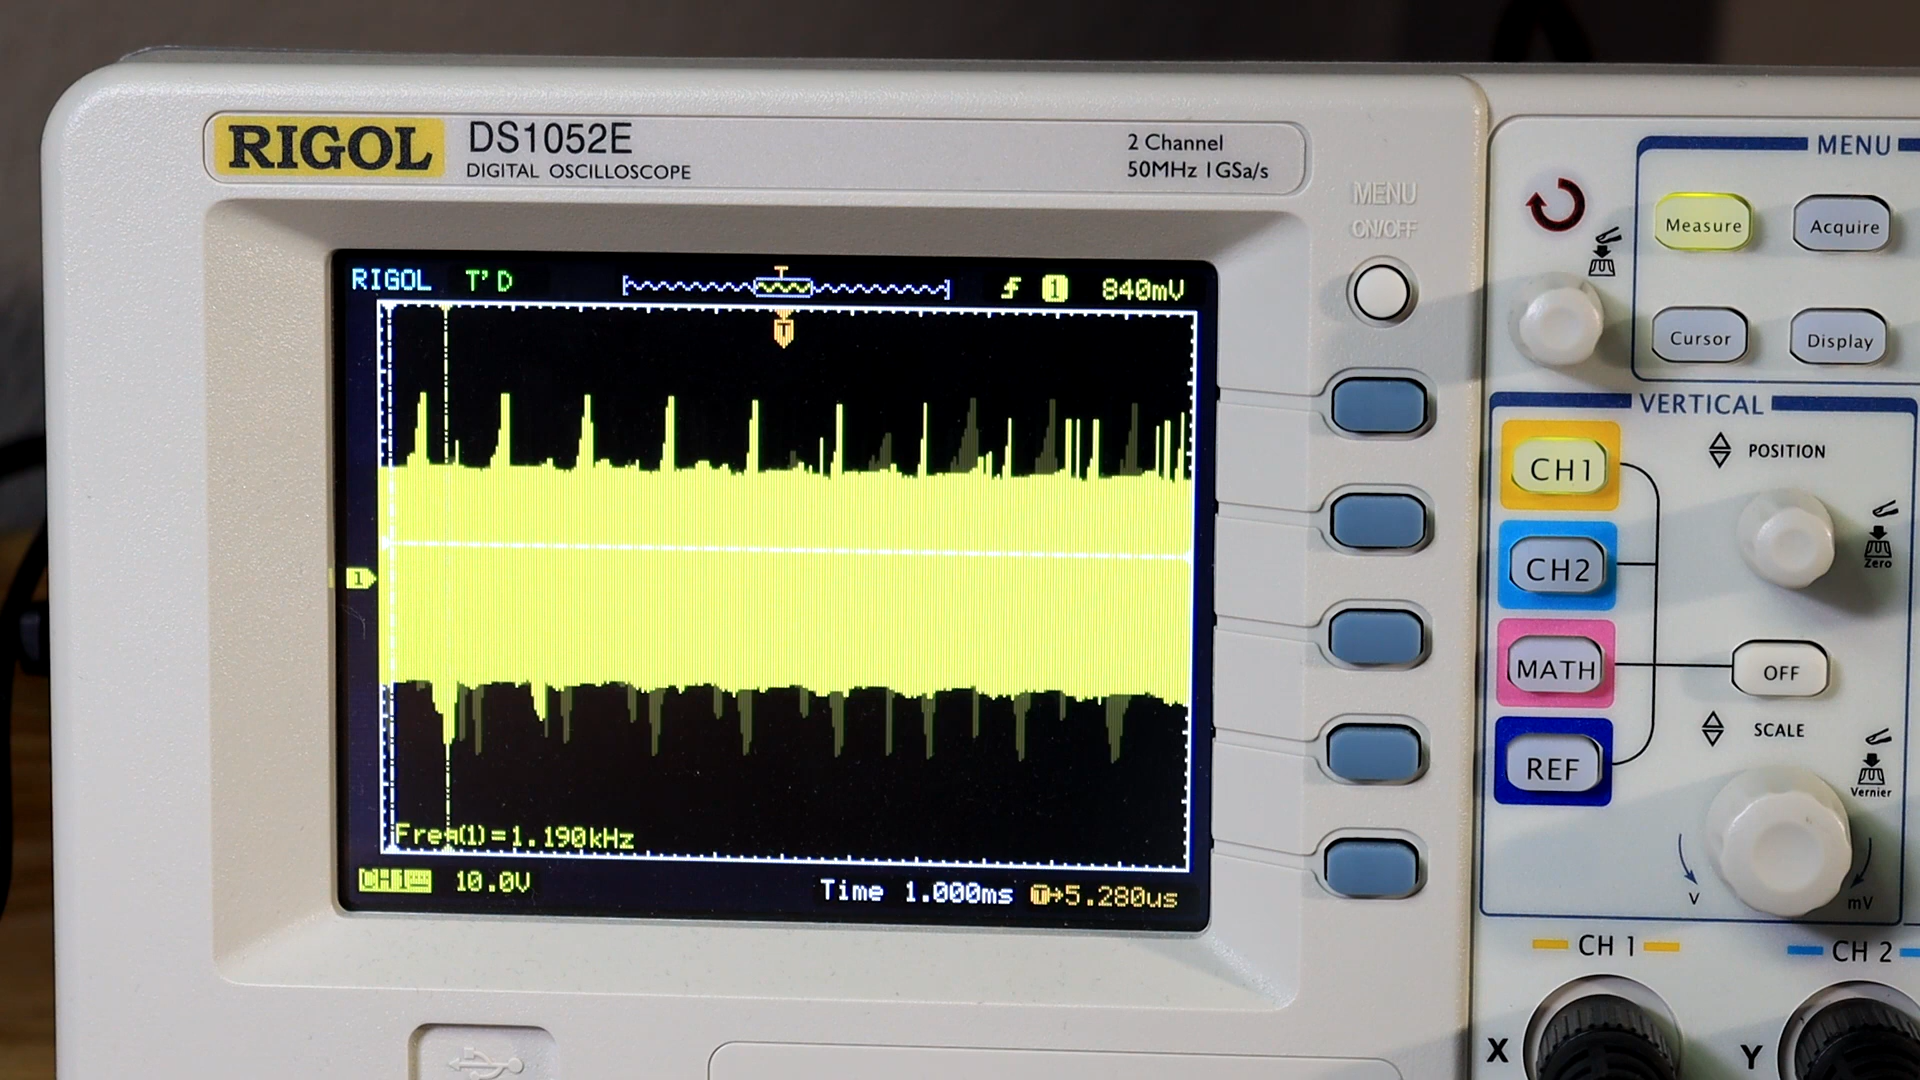 RIGOL DS1052E
DIGITAL OSCILLOSCOPE
2 Channel
50MHz 1GSa/s
MENU
ON/OFF
MENU
Measure
Acquire
Cursor
Display
RIGOL T'D
T
1 840mV
T
1
Freq(1)=1.190kHz
CH1 10.0V
Time 1.000ms T→5.280us
VERTICAL
POSITION
CH1
Zero
CH2
MATH
OFF
SCALE
REF
Vernier
V
mV
CH 1
CH 2
X
Y